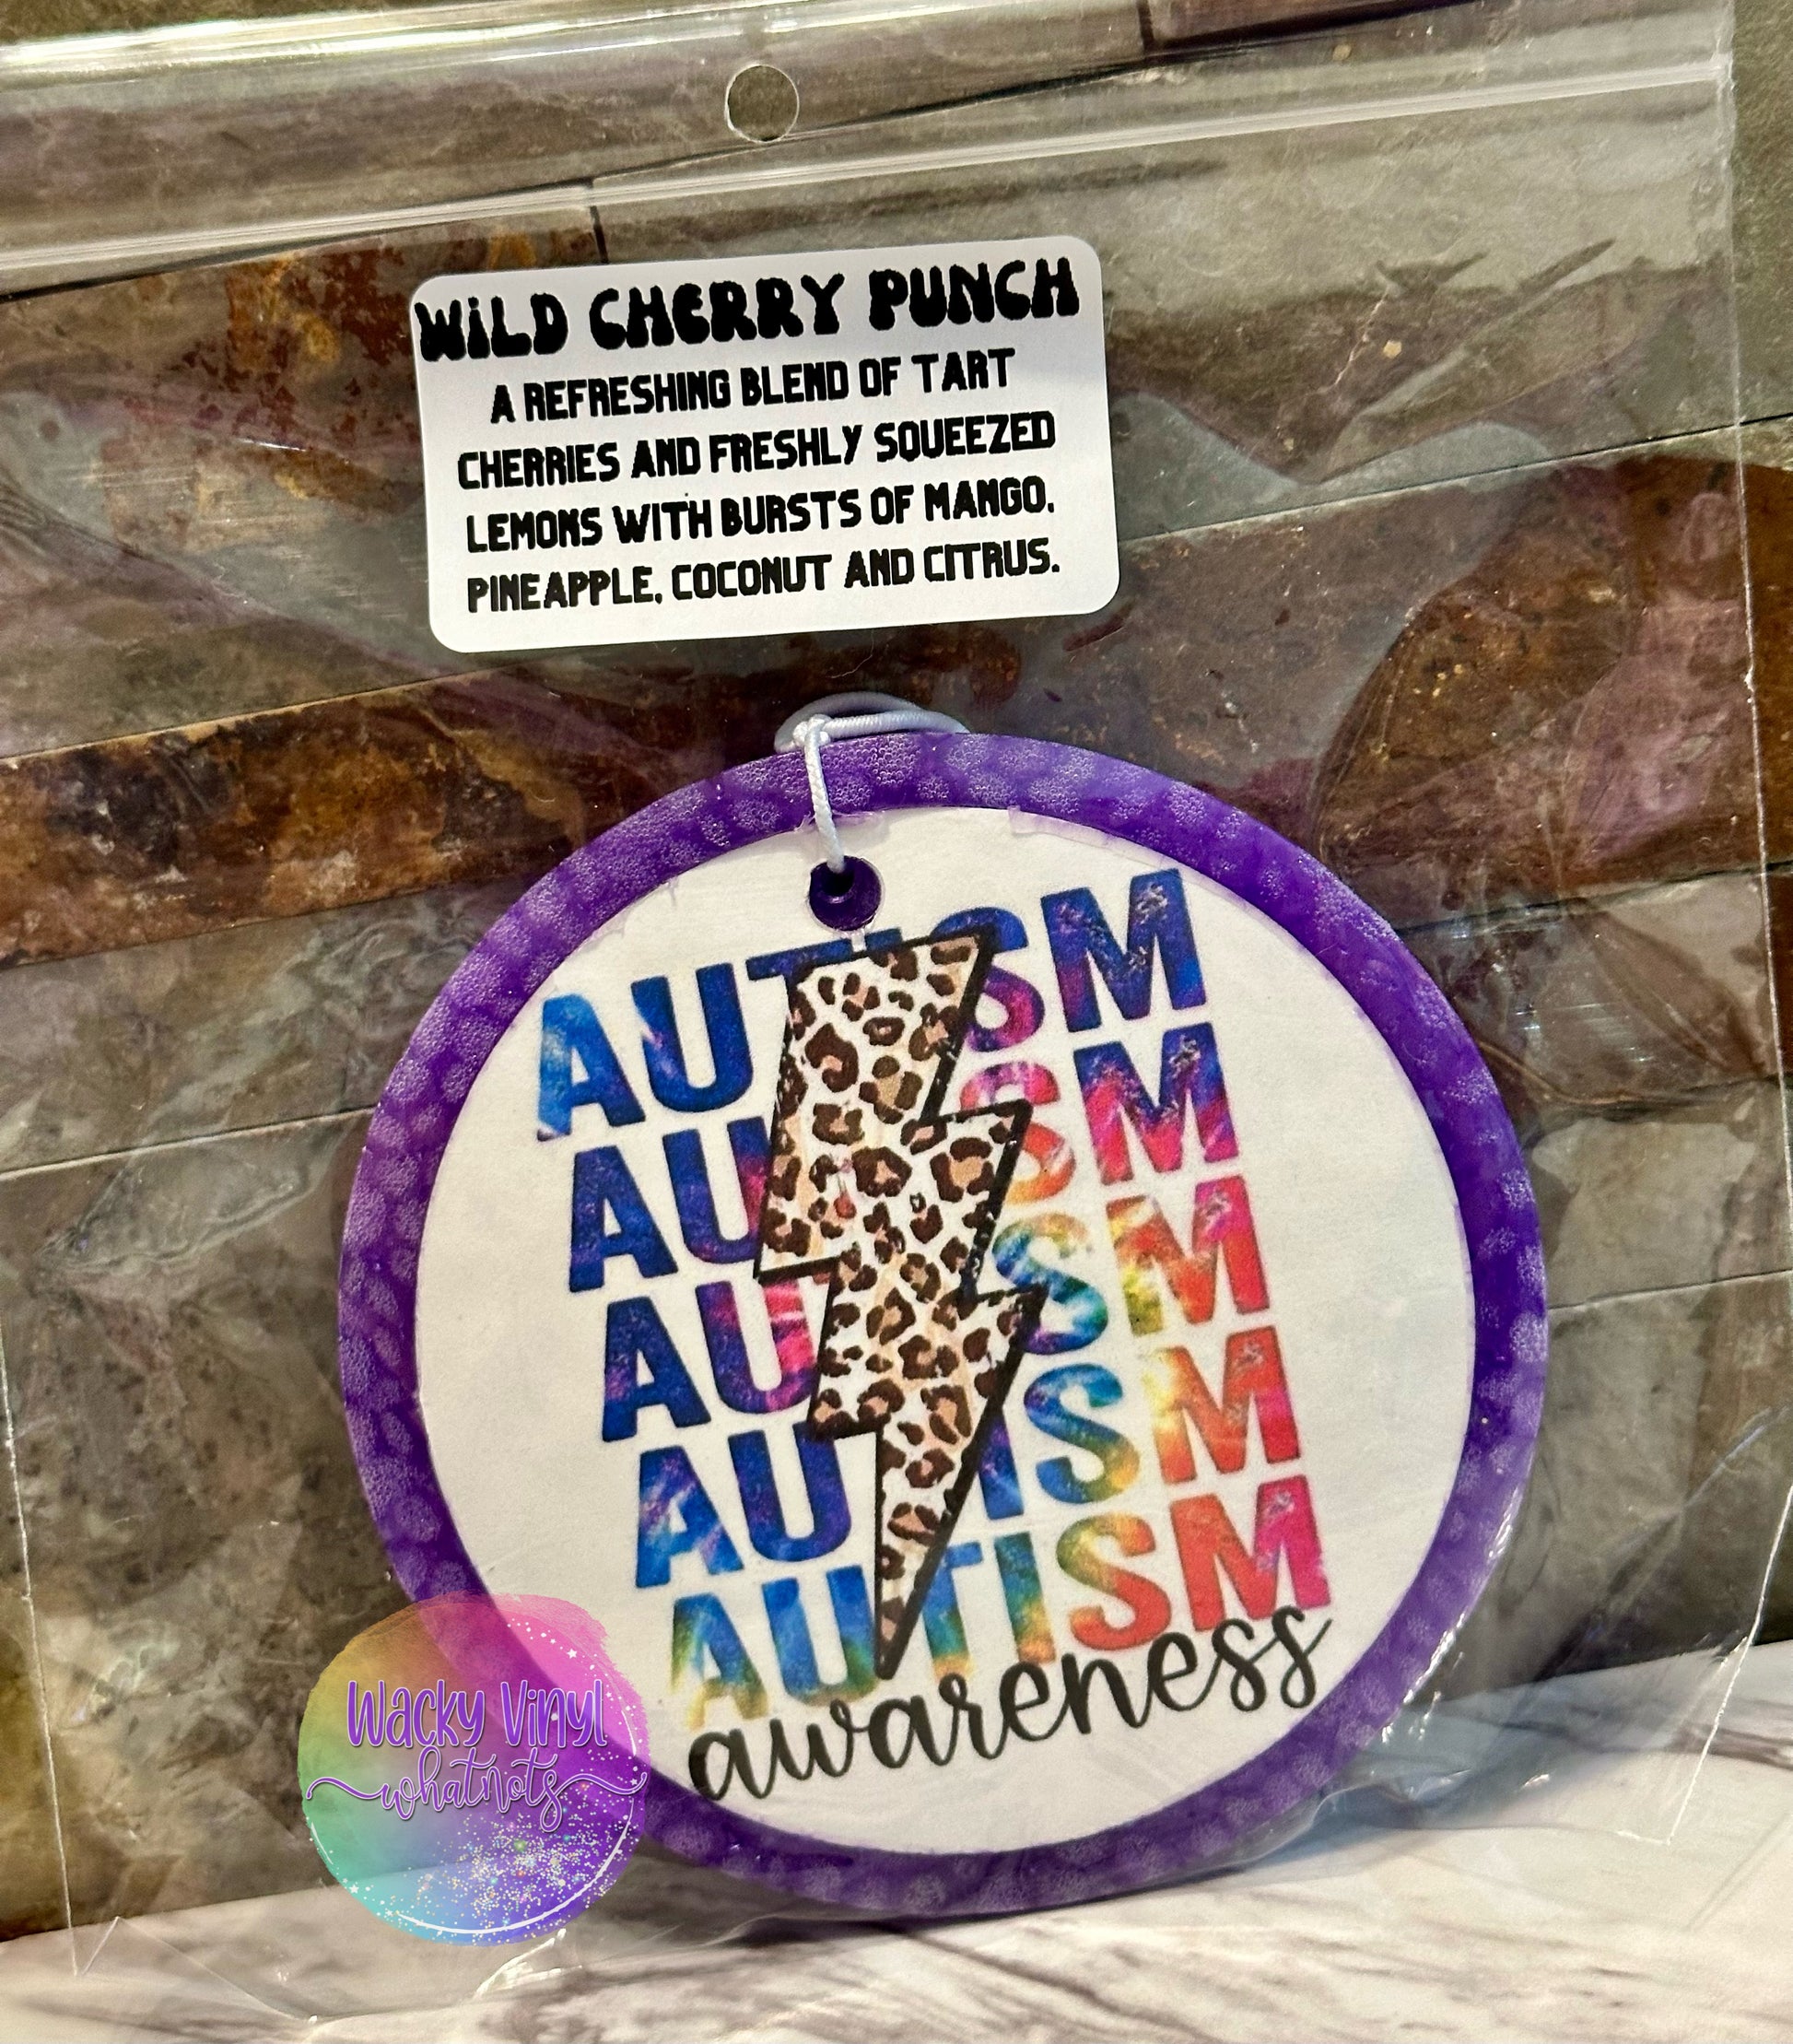 WiLD CHERRY PUNCH
A REFRESHING BLEND OF TART
CHERRIES AND FRESHLY SQUEEZED
LEMONS WITH BURSTS OF MANGO,
PINEAPPLE, COCONUT AND CITRUS.
AUTISM
AUTISM
AUTISM
AUTISM
AUTISM
awareness
Wacky Vinyl
whatnots